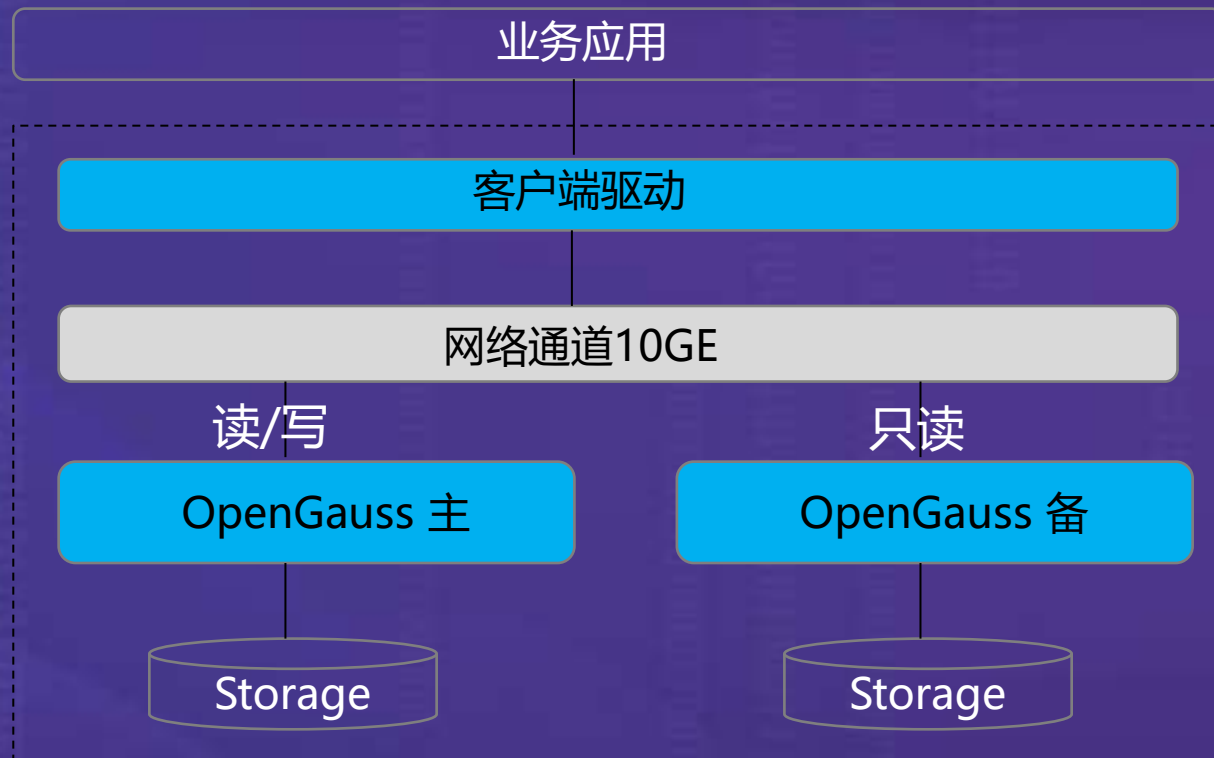 业务应用
客户端驱动
网络通道10GE
读/写
只读
OpenGauss 主
OpenGauss 备
Storage
Storage